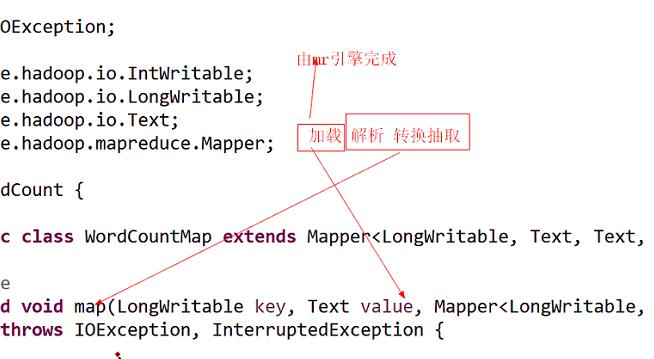 OException;
由mr引擎完成
e.hadoop.io.IntWritable;
e.hadoop.io.LongWritable;
e.hadoop.io.Text;
加载 解析 转换抽取
e.hadoop.mapreduce.Mapper;
dCount {
c class WordCountMap extends Mapper<LongWritable, Text, Text,
e
d void map(LongWritable key, Text value, Mapper<LongWritable,
throws IOException, InterruptedException {